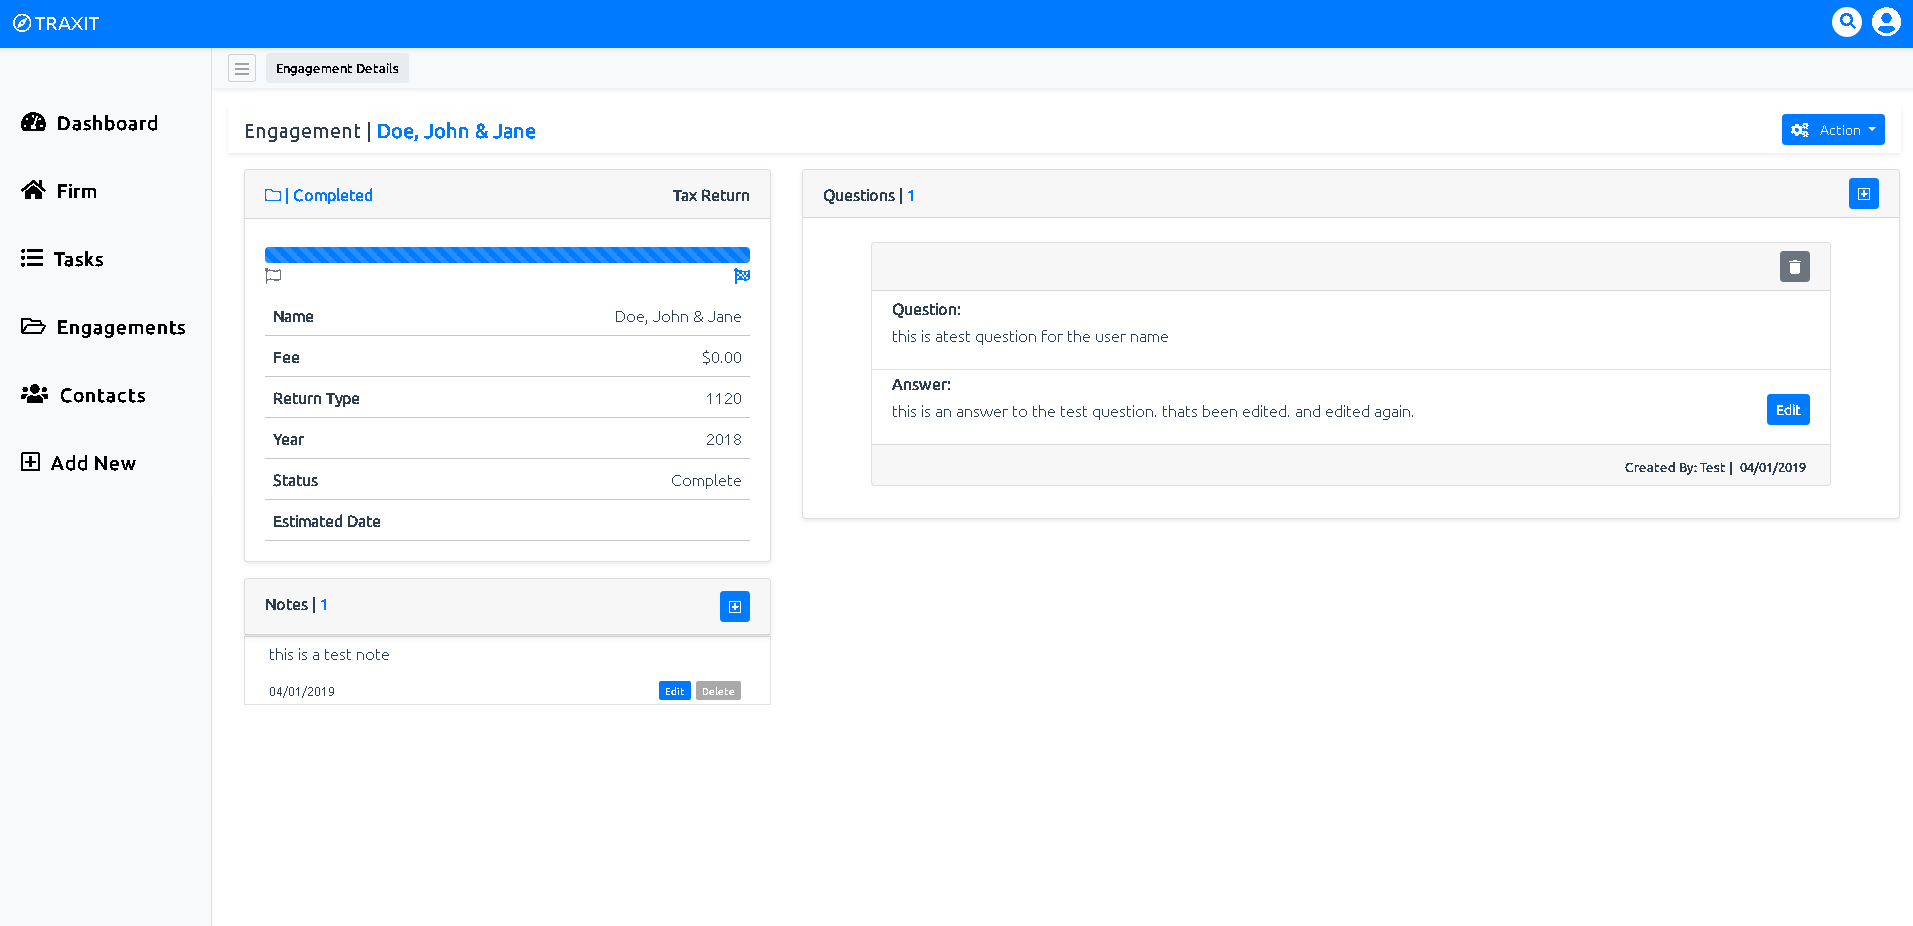 TRAXIT
Engagement Details
Dashboard
Firm
Tasks
Engagements
Contacts
Add New
Engagement | Doe, John & Jane
Action
| Completed Tax Return
Name Doe, John & Jane
Fee $0.00
Return Type 1120
Year 2018
Status Complete
Estimated Date
Notes | 1
this is a test note
04/01/2019 Edit Delete
Questions | 1
Question:
this is atest question for the user name
Answer:
this is an answer to the test question. thats been edited. and edited again.
Edit
Created By: Test | 04/01/2019